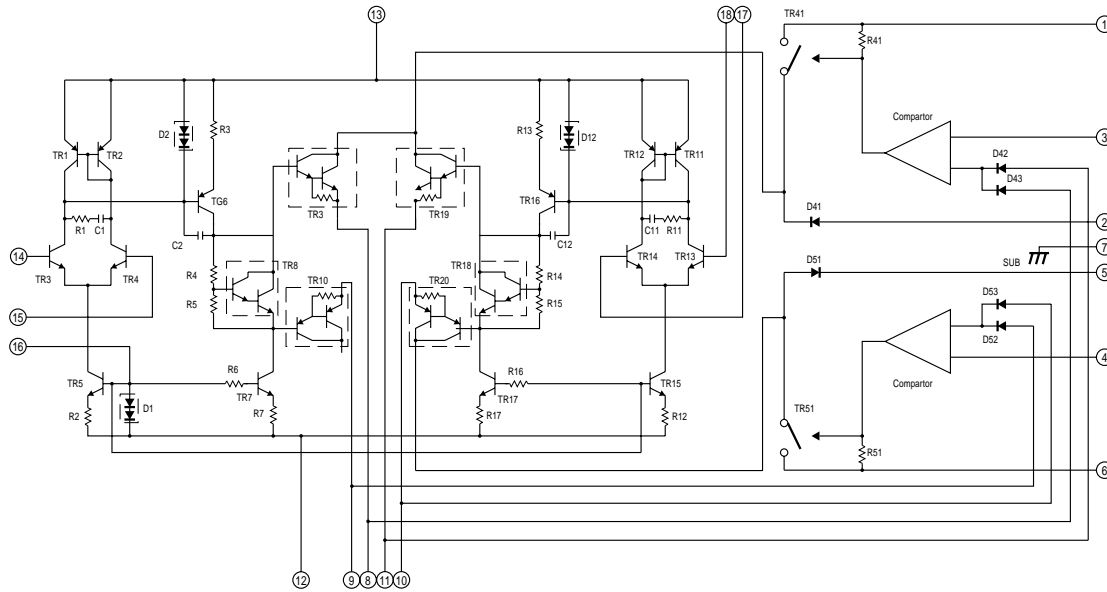 13
18 17
TR41
1
R41
D2
R3
R13
D12
Compartor
3
TR1 TR2
TR12 TR11
D42
D43
TG6
TR3
TR19
TR16
R1 C1
C2
C12
C11 R11
D41
2
14
TR3 TR4
TR8
TR18
TR14 TR13
SUB
7
D51
5
R4
TR10
TR20
R14
R5
R15
D53
15
D52
16
4
R6
R16
Compartor
TR5
TR7
TR17
TR15
R2
D1
R7
R17
R12
TR51
R51
6
12 9 8 11 10